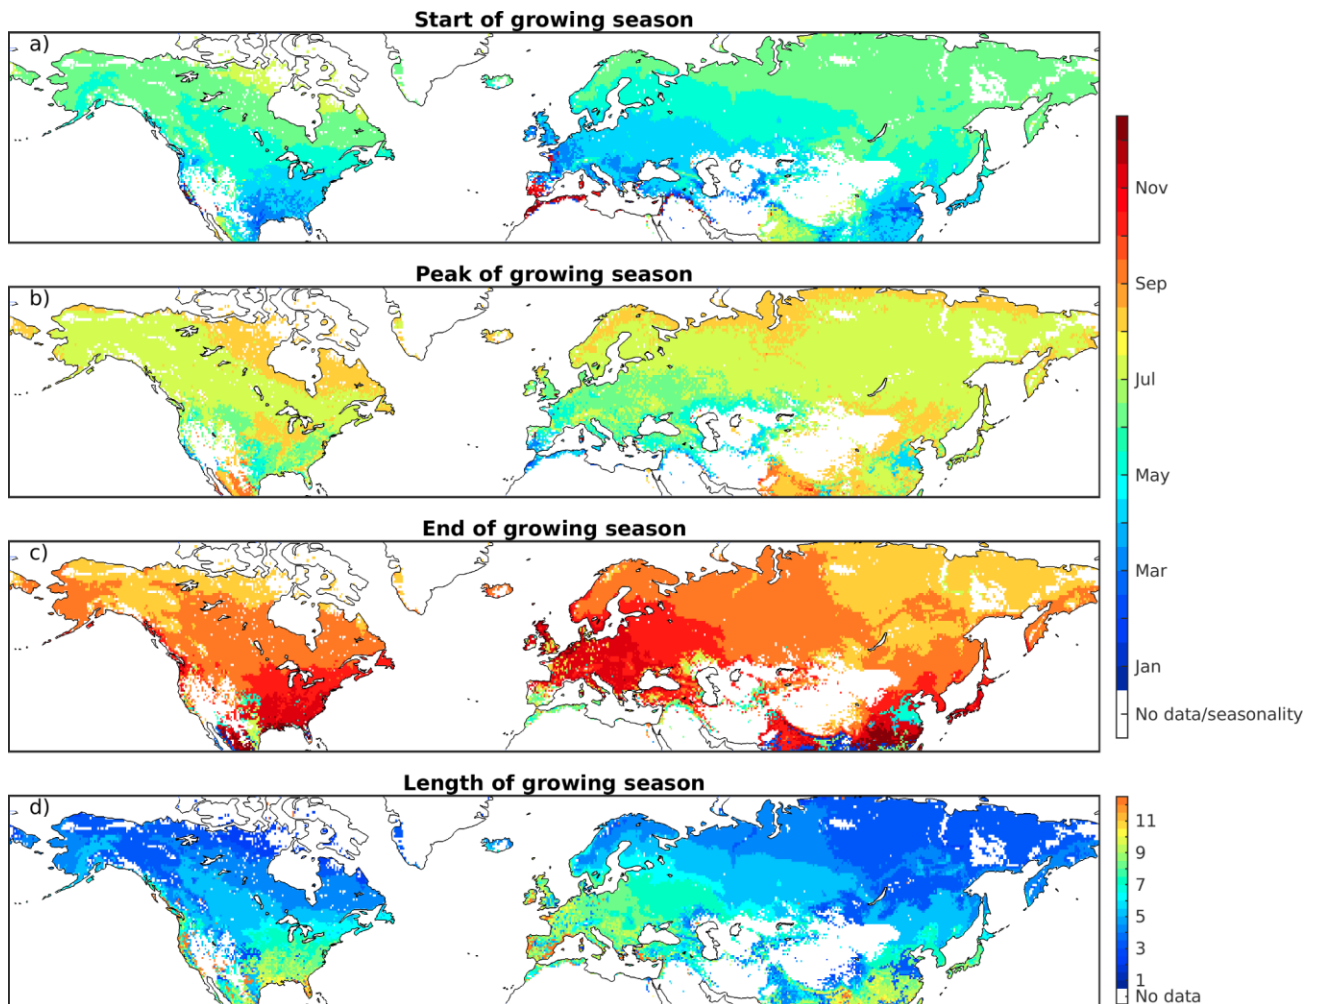 Start of growing season
a)
Peak of growing season
b)
End of growing season
c)
Length of growing season
d)
Nov
Sep
Jul
May
Mar
Jan
No data/seasonality
11
9
7
5
3
1
No data